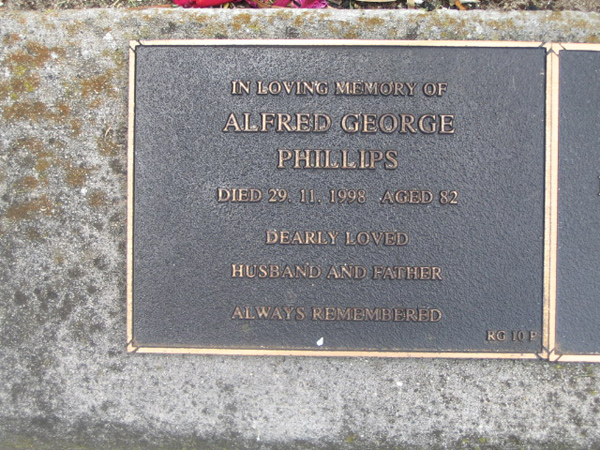 IN LOVING MEMORY OF
ALFRED GEORGE
PHILLIPS
DIED 29. 11. 1998 AGED 82
DEARLY LOVED
HUSBAND AND FATHER
ALWAYS REMEMBERED
RG 10 F